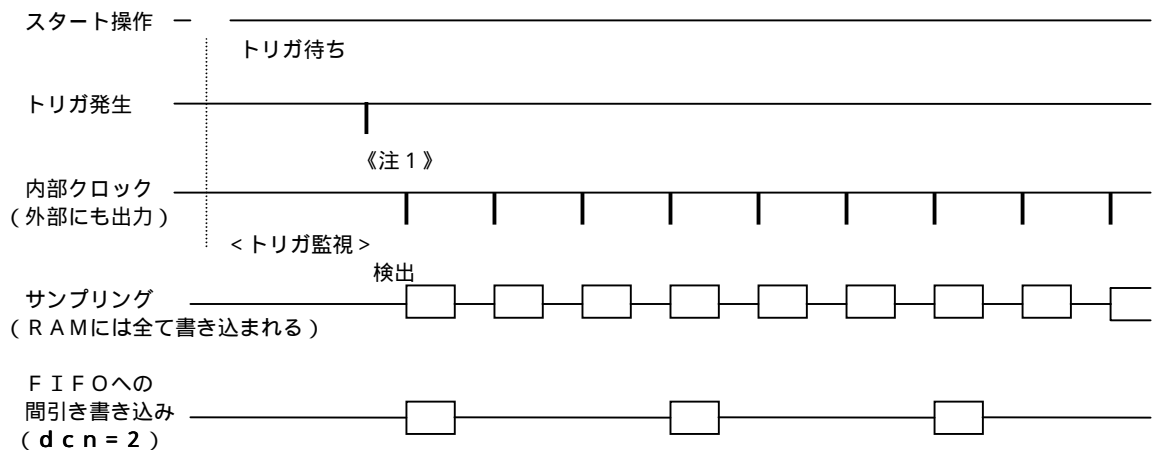 スタート操作
トリガ待ち
トリガ発生
《注１》
内部クロック
（外部にも出力）
＜トリガ監視＞
検出
サンプリング
（ＲＡＭには全て書き込まれる）
ＦＩＦＯへの
間引き書き込み
（ｄｃｎ＝２）